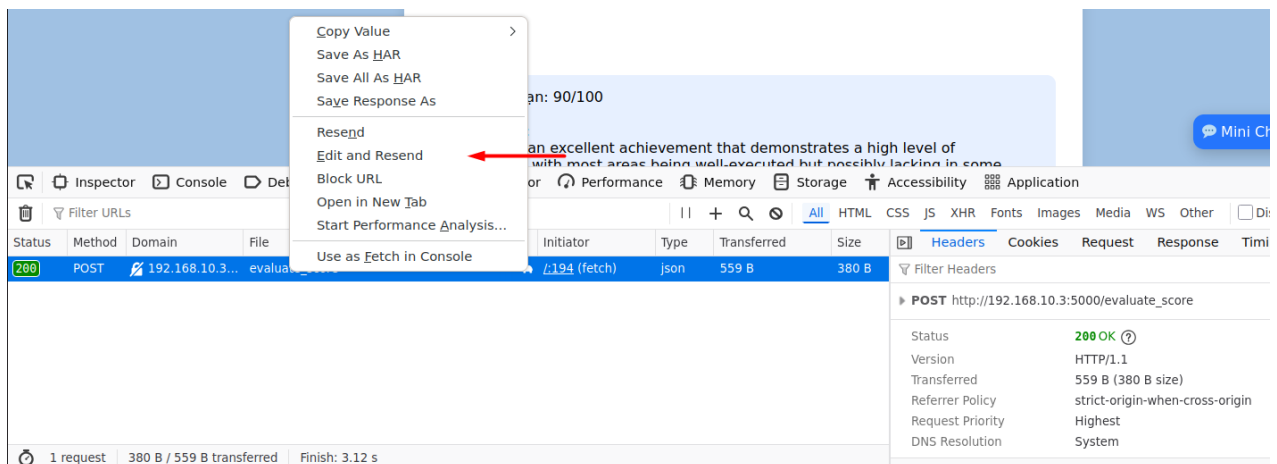 Copy Value
Save As HAR
Save All As HAR
Save Response As
Resend
Edit and Resend
Block URL
Open in New Tab
Start Performance Analysis...
Use as Fetch in Console
90/100
an excellent achievement that demonstrates a high level of
with most areas being well-executed but possibly lacking in some
Mini Ch
Inspector Console Deb or Performance Memory Storage Accessibility Application
Filter URLs All HTML CSS JS XHR Fonts Images Media WS Other Dis
Status Method Domain File Initiator Type Transferred Size Headers Cookies Request Response Timi
200 POST 192.168.10.3... evaluate_score /:194 (fetch) json 559 B 380 B
Filter Headers
POST http://192.168.10.3:5000/evaluate_score
Status 200 OK ?
Version HTTP/1.1
Transferred 559 B (380 B size)
Referrer Policy strict-origin-when-cross-origin
Request Priority Highest
DNS Resolution System
1 request 380 B / 559 B transferred Finish: 3.12 s